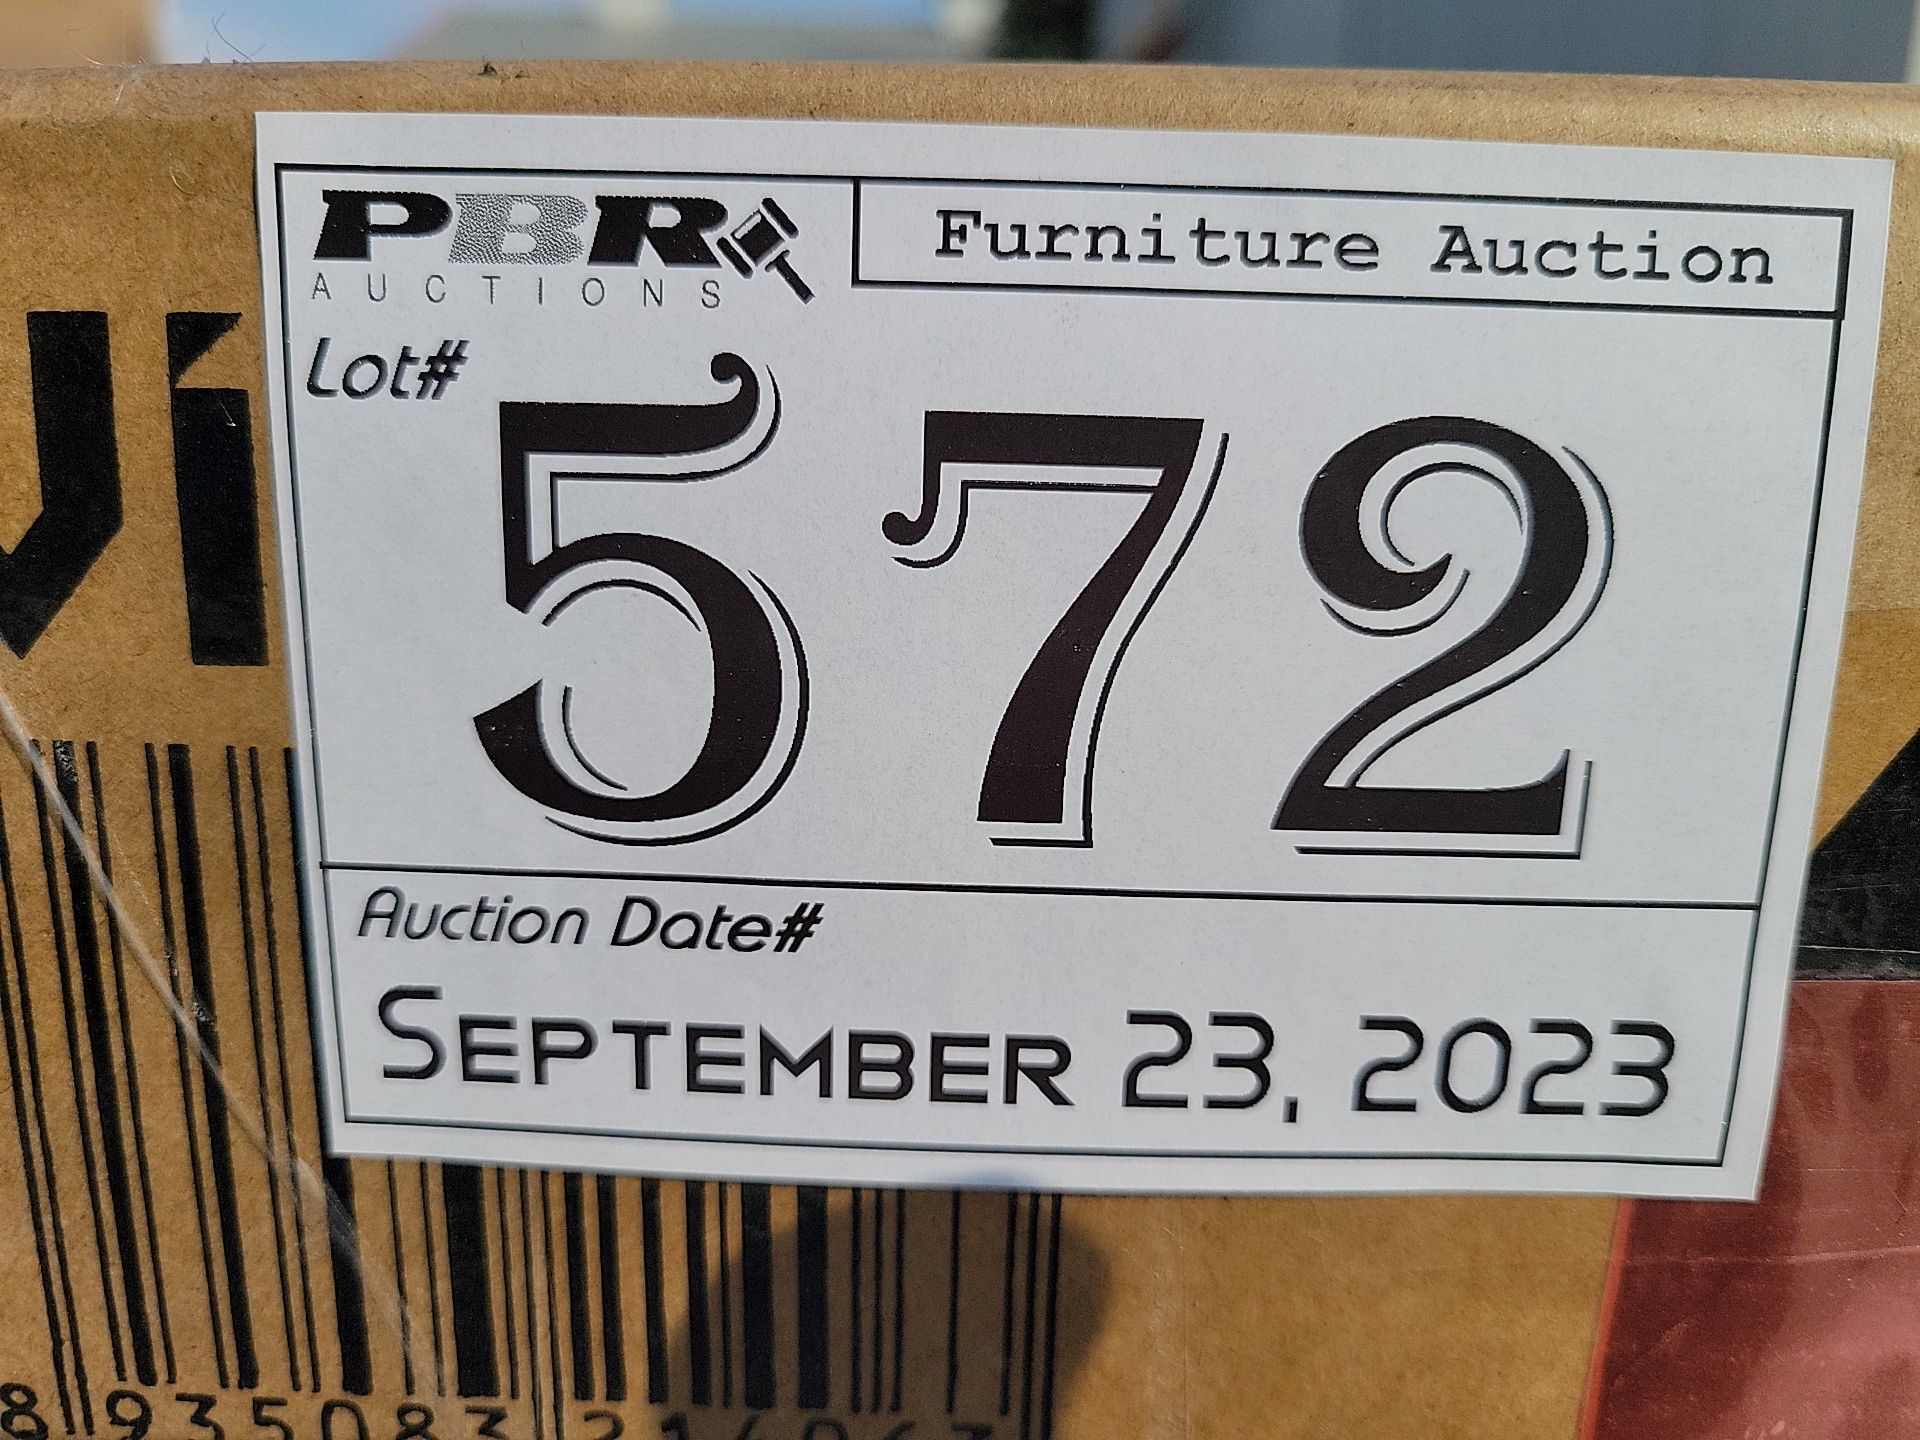 PBR
AUCTIONS
Furniture Auction
Lot#
572
Auction Date#
SEPTEMBER 23, 2023